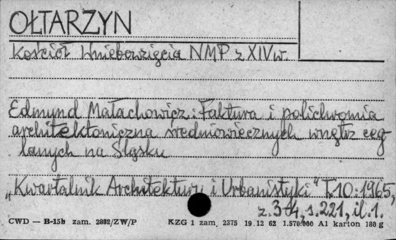 OŁTARZYN
Kościół Wniebowzięcia NMP z XIV w.
Edmund Małachowicz: Faktura i polichromia
architektoniczna średniowiecznych wnętrz ceg
lanych na Śląsku
„Kwartalnik Architektury i Urbanistyki" T.10:1965,
z. 3-4, s. 221, il. 1.
CWD — B-15b zam. 2882/ZW/P KZG 1 zam. 2375 19.12 62 1.570.000 A1 karton 180 g